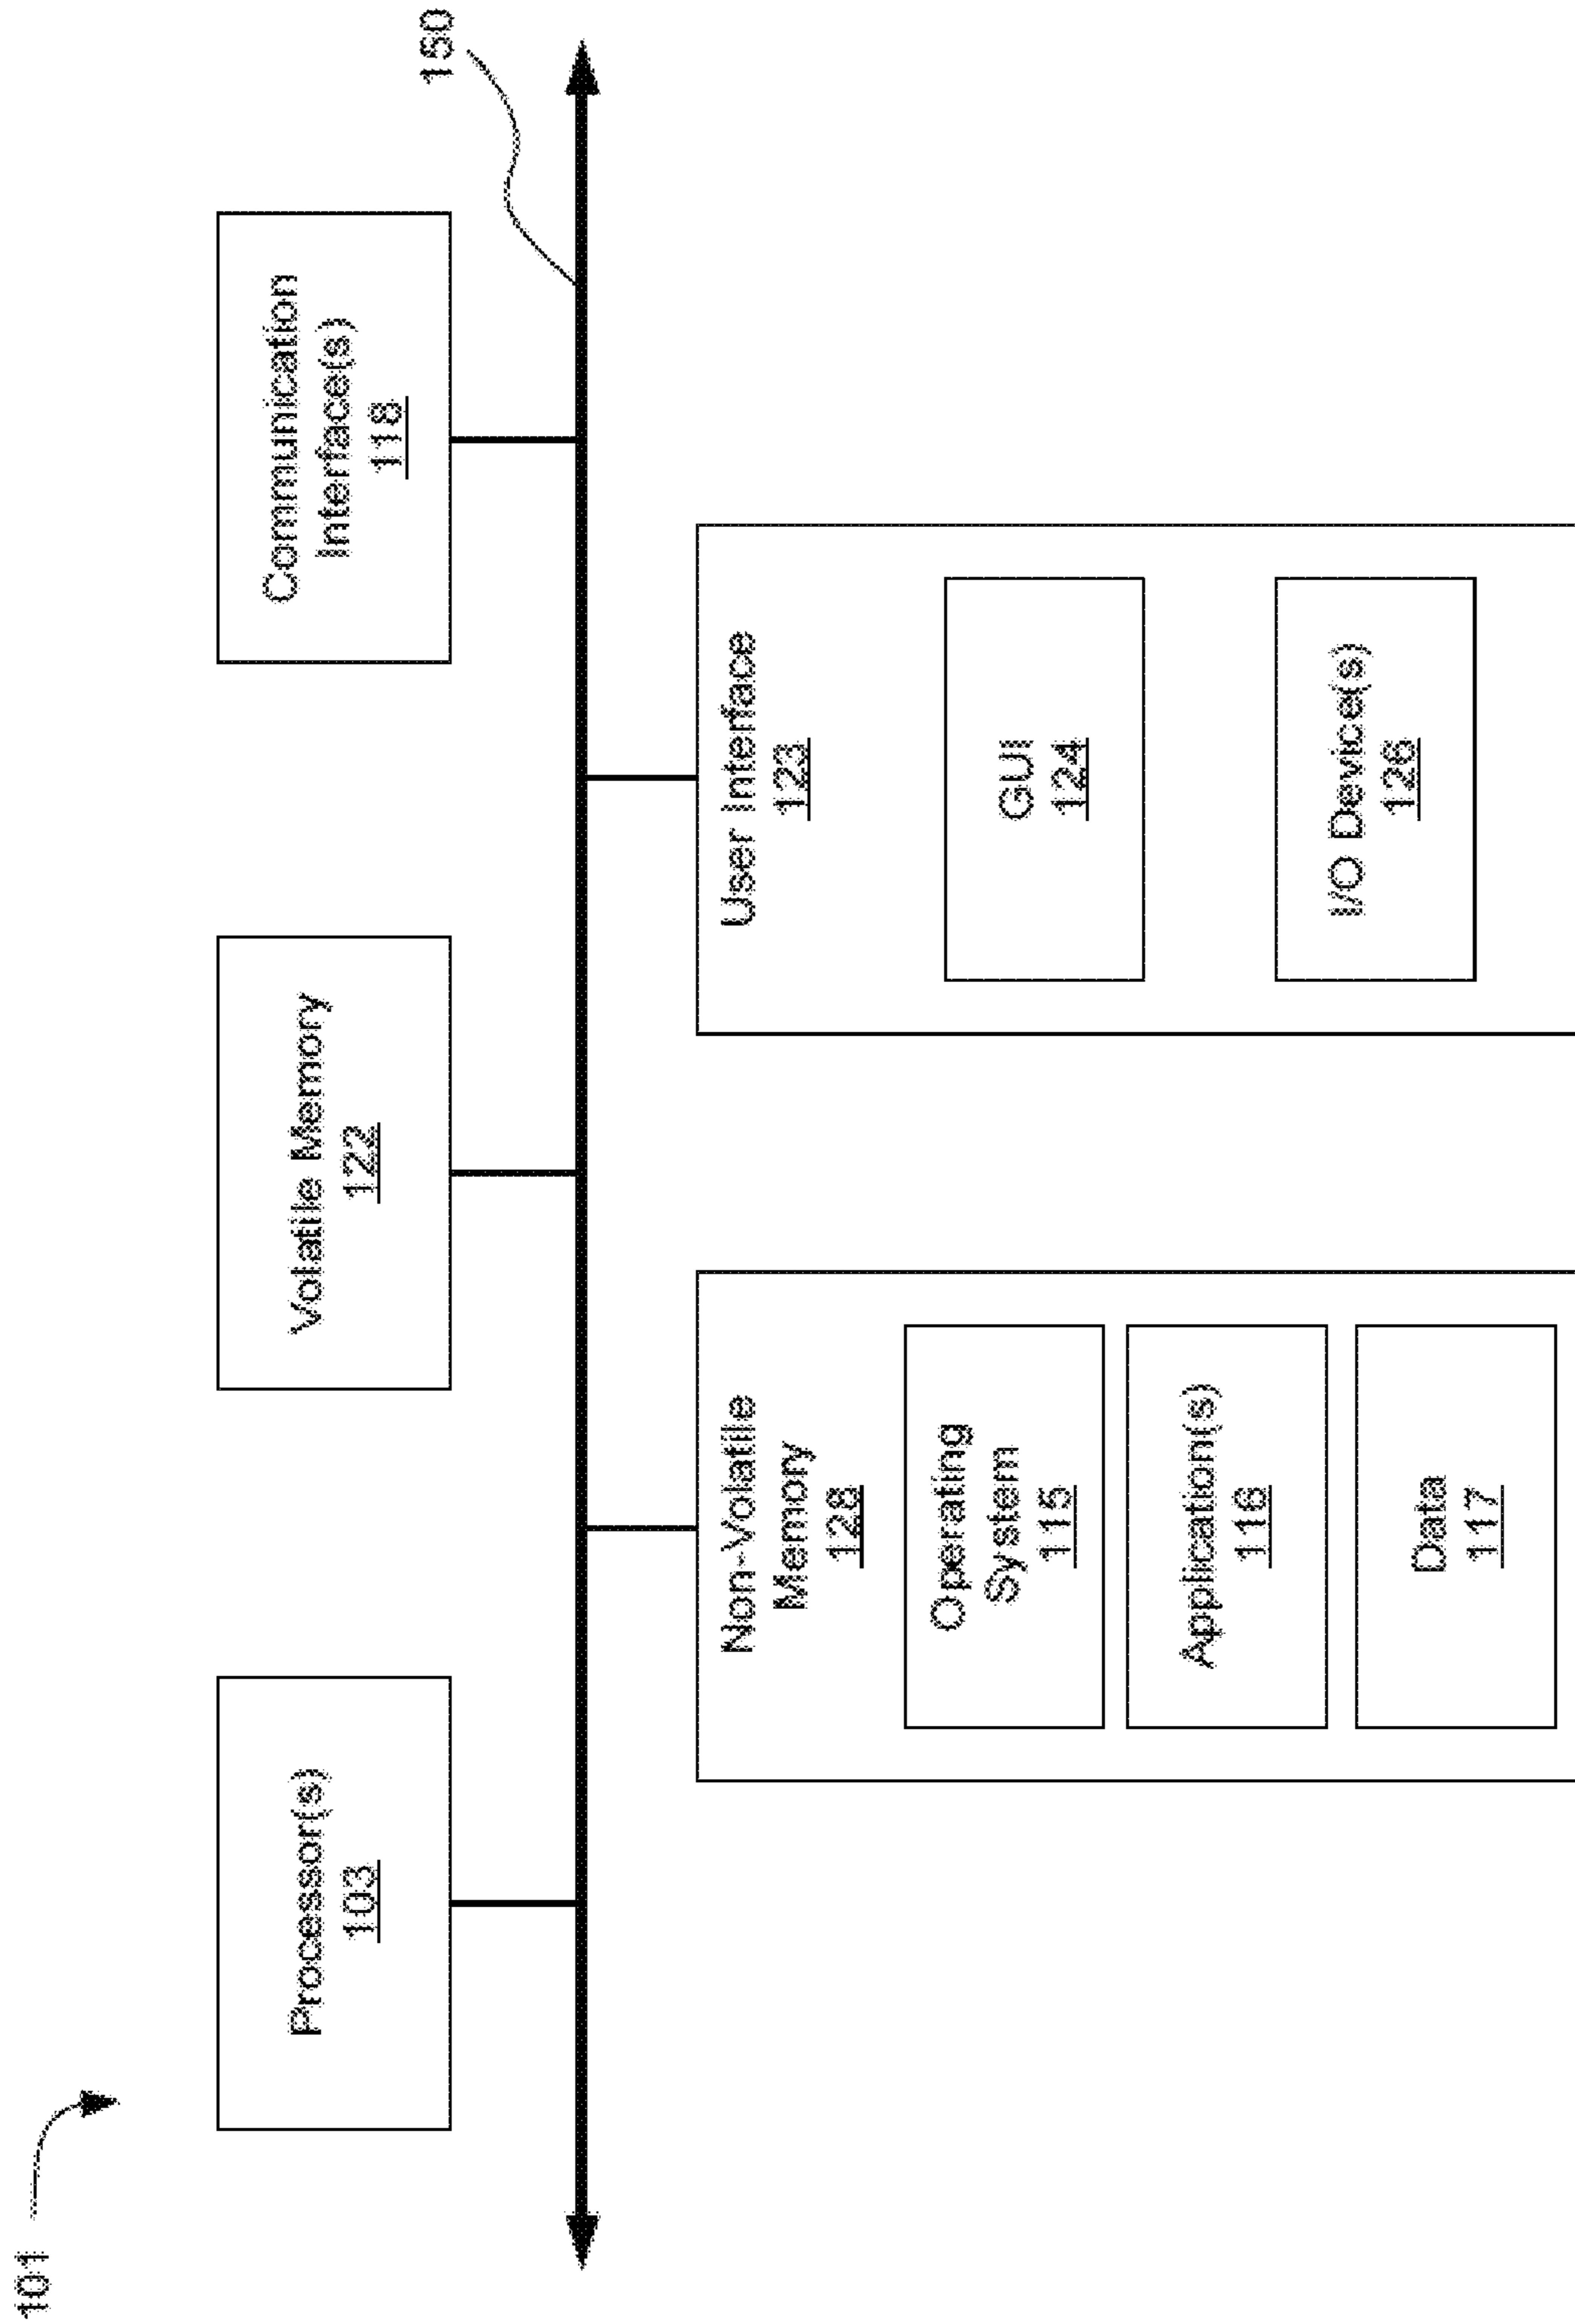 101
Processor(s)
103
Volatile Memory
122
Communication
Interface(s)
118
150
Non-Volatile
Memory
128
Operating
System
115
Application(s)
116
Data
117
User Interface
123
GUI
124
I/O Device(s)
126